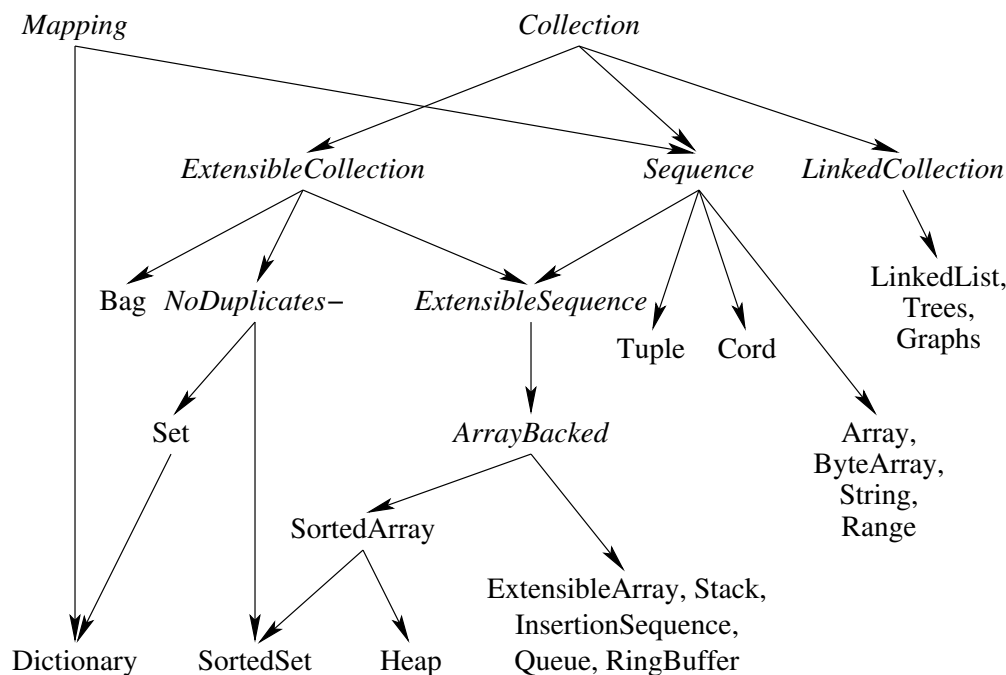 Mapping
Collection
ExtensibleCollection
Sequence
LinkedCollection
Bag
NoDuplicates−
ExtensibleSequence
LinkedList,
Trees,
Graphs
Tuple
Cord
Set
ArrayBacked
Array,
ByteArray,
String,
Range
SortedArray
ExtensibleArray, Stack,
InsertionSequence,
Queue, RingBuffer
Dictionary
SortedSet
Heap